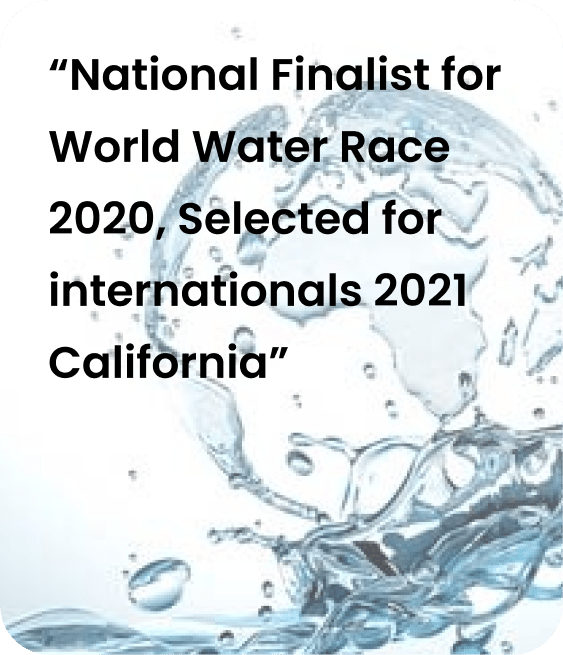 “National Finalist for
World Water Race
2020, Selected for
internationals 2021
California”